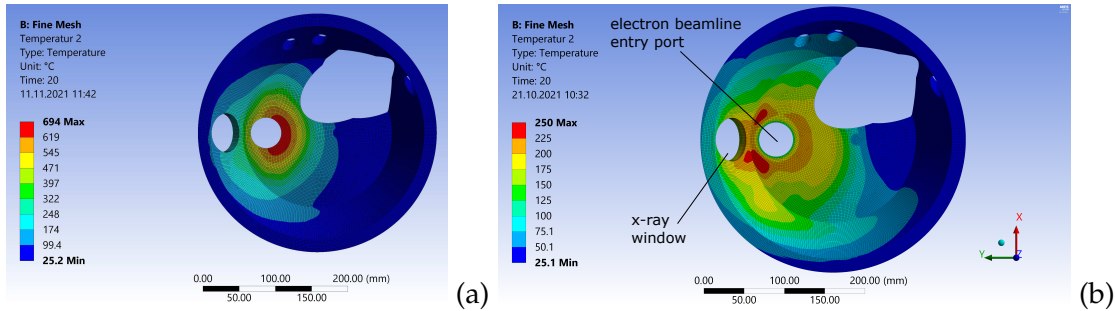 B: Fine Mesh
Temperatur 2
Type: Temperature
Unit: °C
Time: 20
11.11.2021 11:42
694 Max
619
545
471
397
322
248
174
99.4
25.2 Min
0.00 100.00 200.00 (mm)
50.00 150.00
(a)
B: Fine Mesh
Temperatur 2
Type: Temperature
Unit: °C
Time: 20
21.10.2021 10:32
250 Max
225
200
175
150
125
100
75.1
50.1
25.1 Min
electron beamline
entry port
x-ray
window
X
Y
Z
0.00 100.00 200.00 (mm)
50.00 150.00
(b)